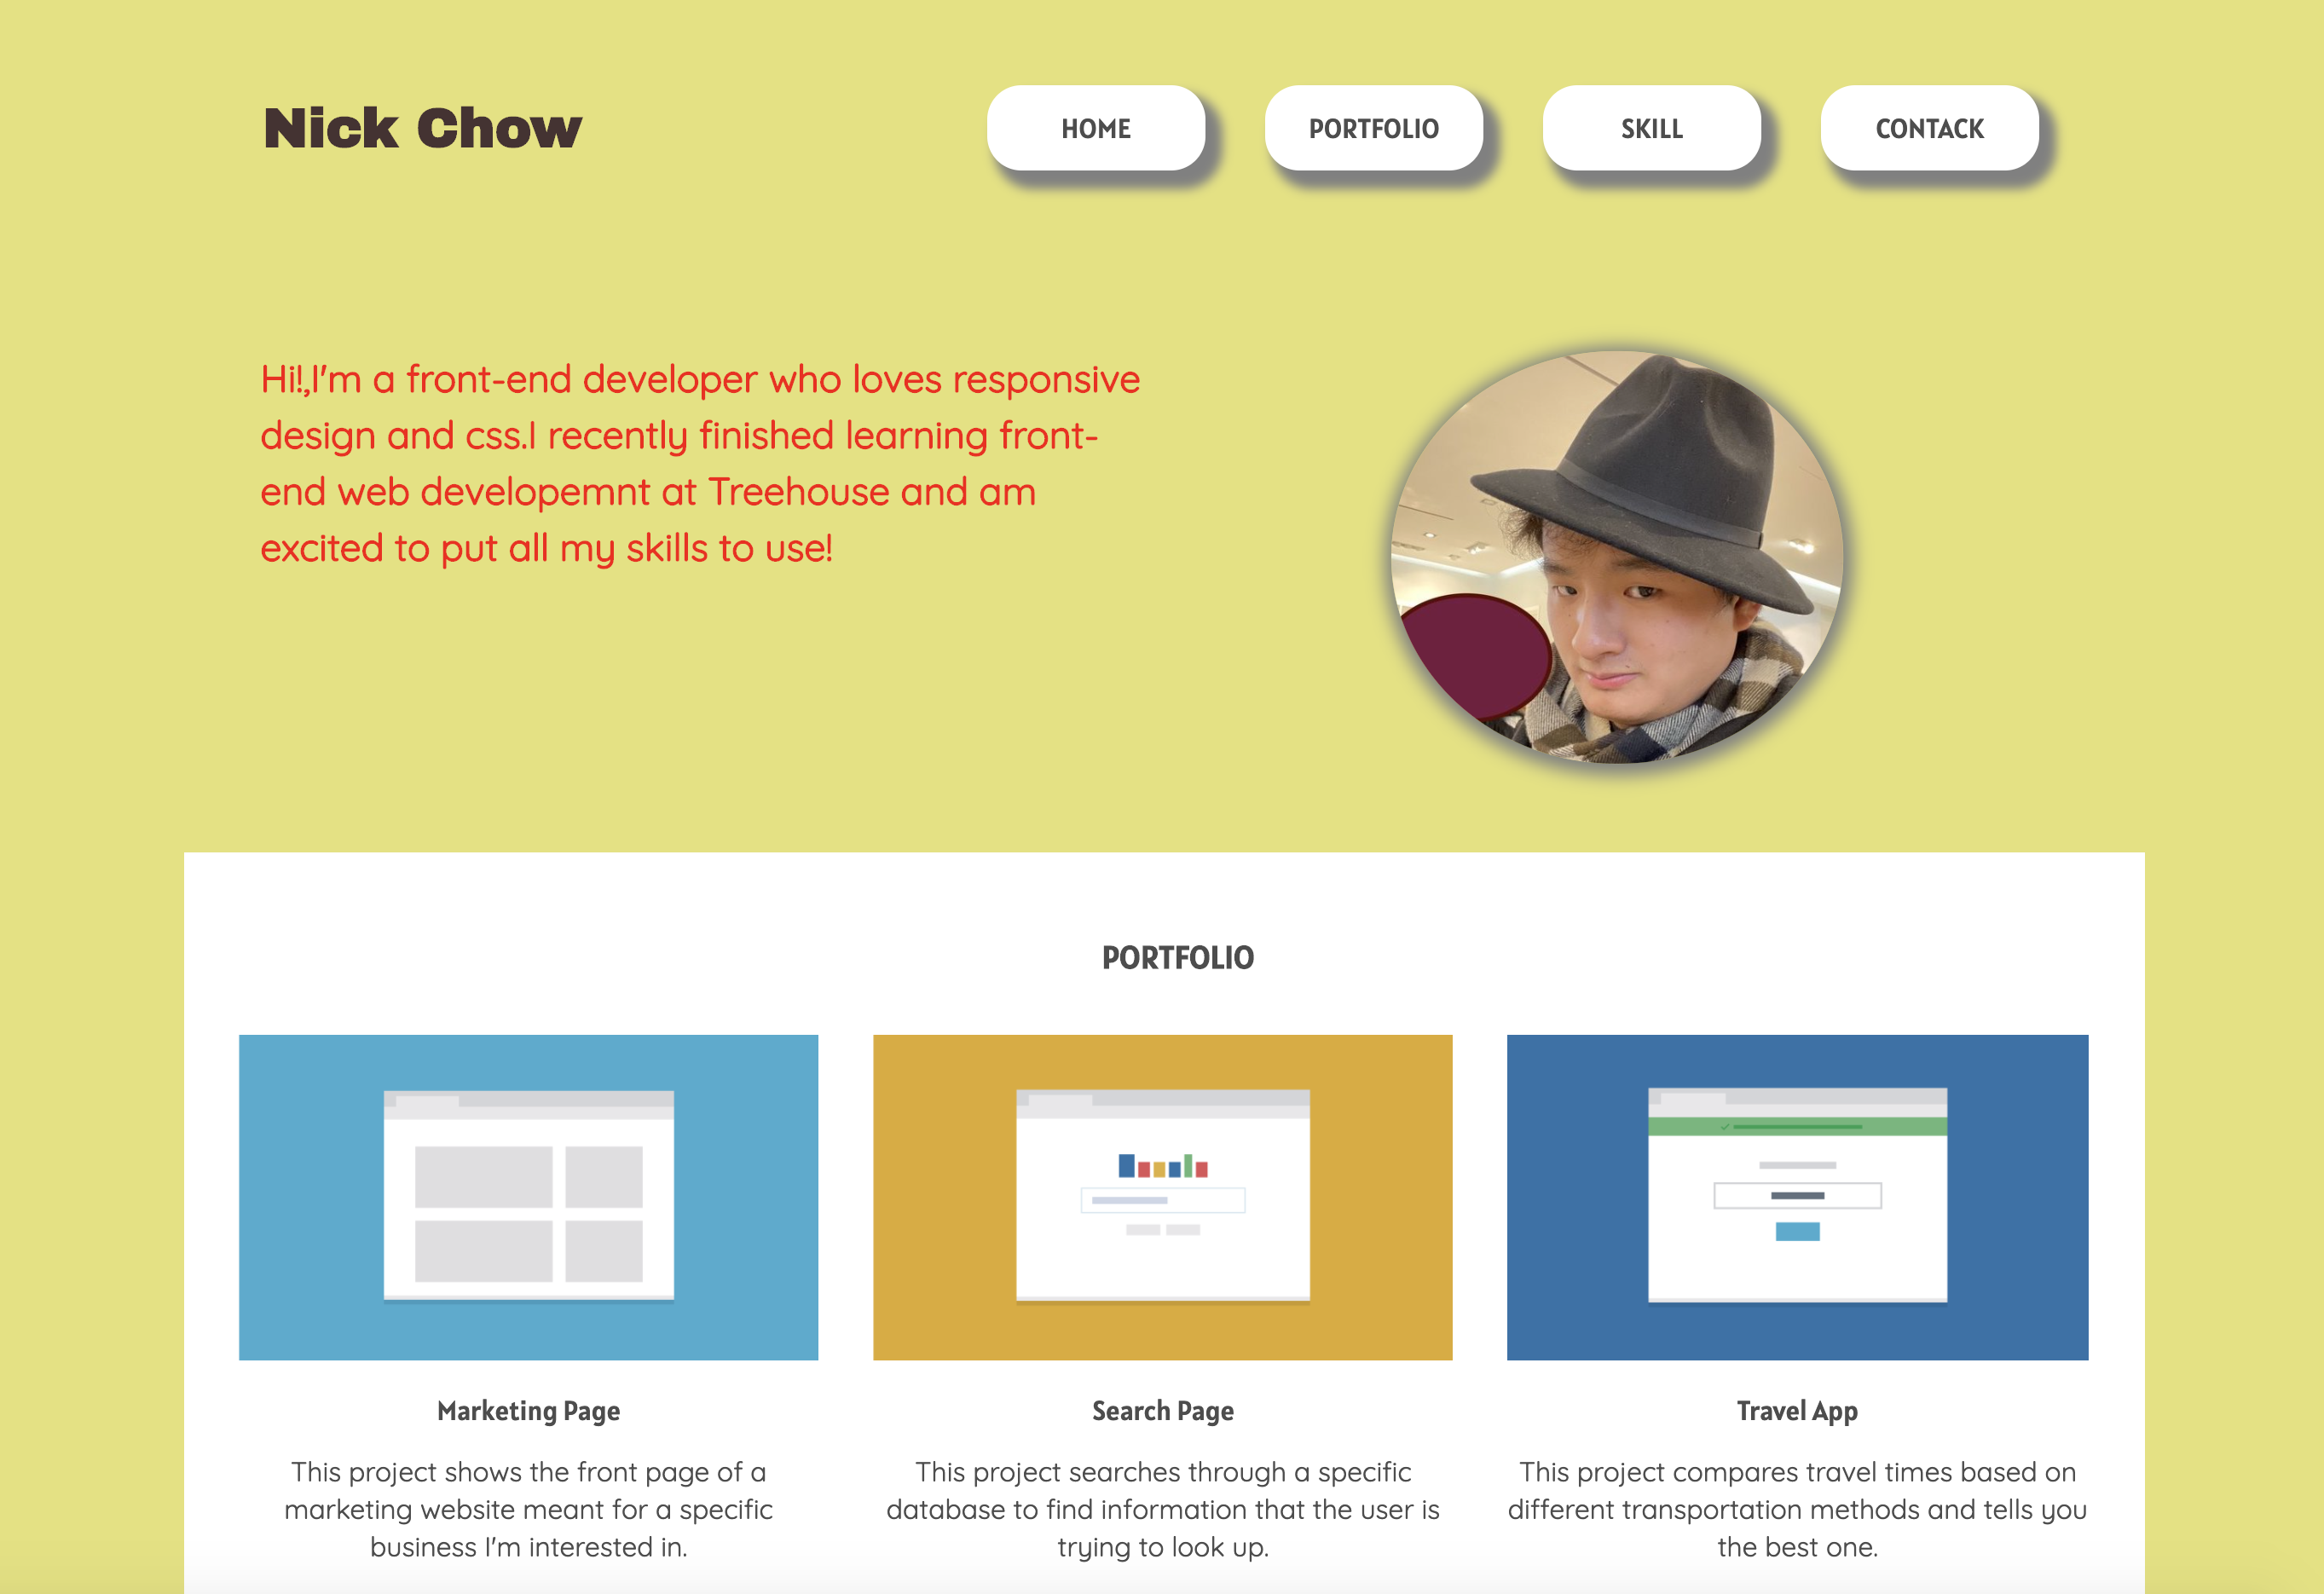 Nick Chow
HOME
PORTFOLIO
SKILL
CONTACK
Hi!,I'm a front-end developer who loves responsive
design and css.I recently finished learning front-
end web developemnt at Treehouse and am
excited to put all my skills to use!
PORTFOLIO
Marketing Page
This project shows the front page of a
marketing website meant for a specific
business I'm interested in.
Search Page
This project searches through a specific
database to find information that the user is
trying to look up.
Travel App
This project compares travel times based on
different transportation methods and tells you
the best one.